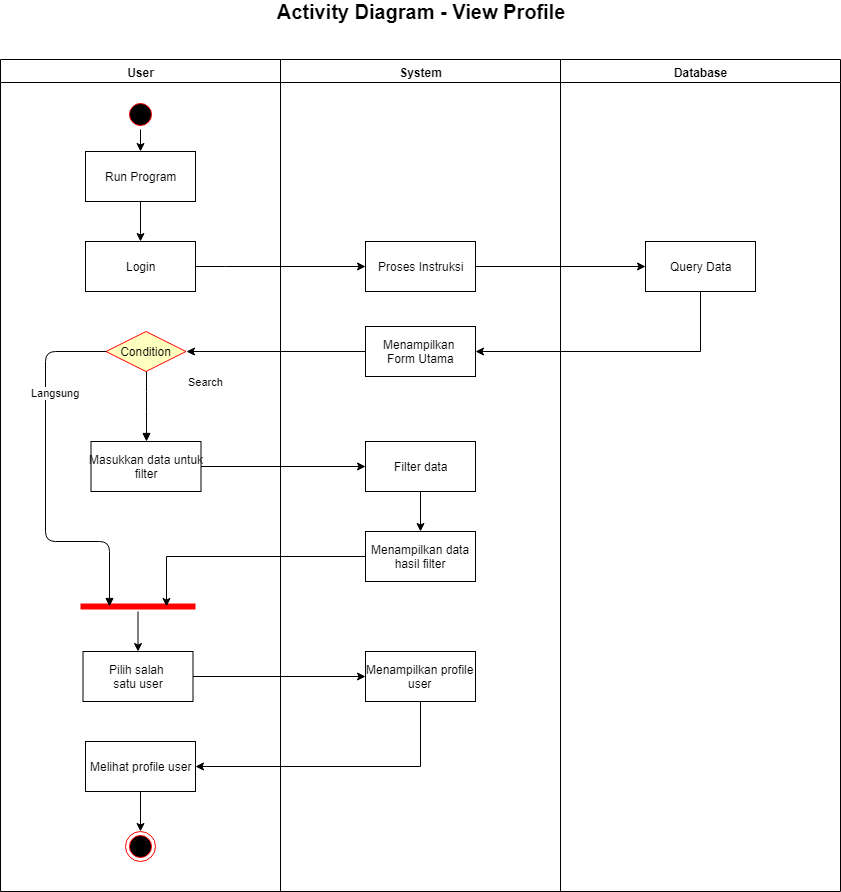 Activity Diagram - View Profile
User
System
Database
Run Program
Login
Proses Instruksi
Query Data
Menampilkan
Form Utama
Condition
Search
Langsung
Masukkan data untuk
filter
Filter data
Menampilkan data
hasil filter
Pilih salah
satu user
Menampilkan profile
user
Melihat profile user